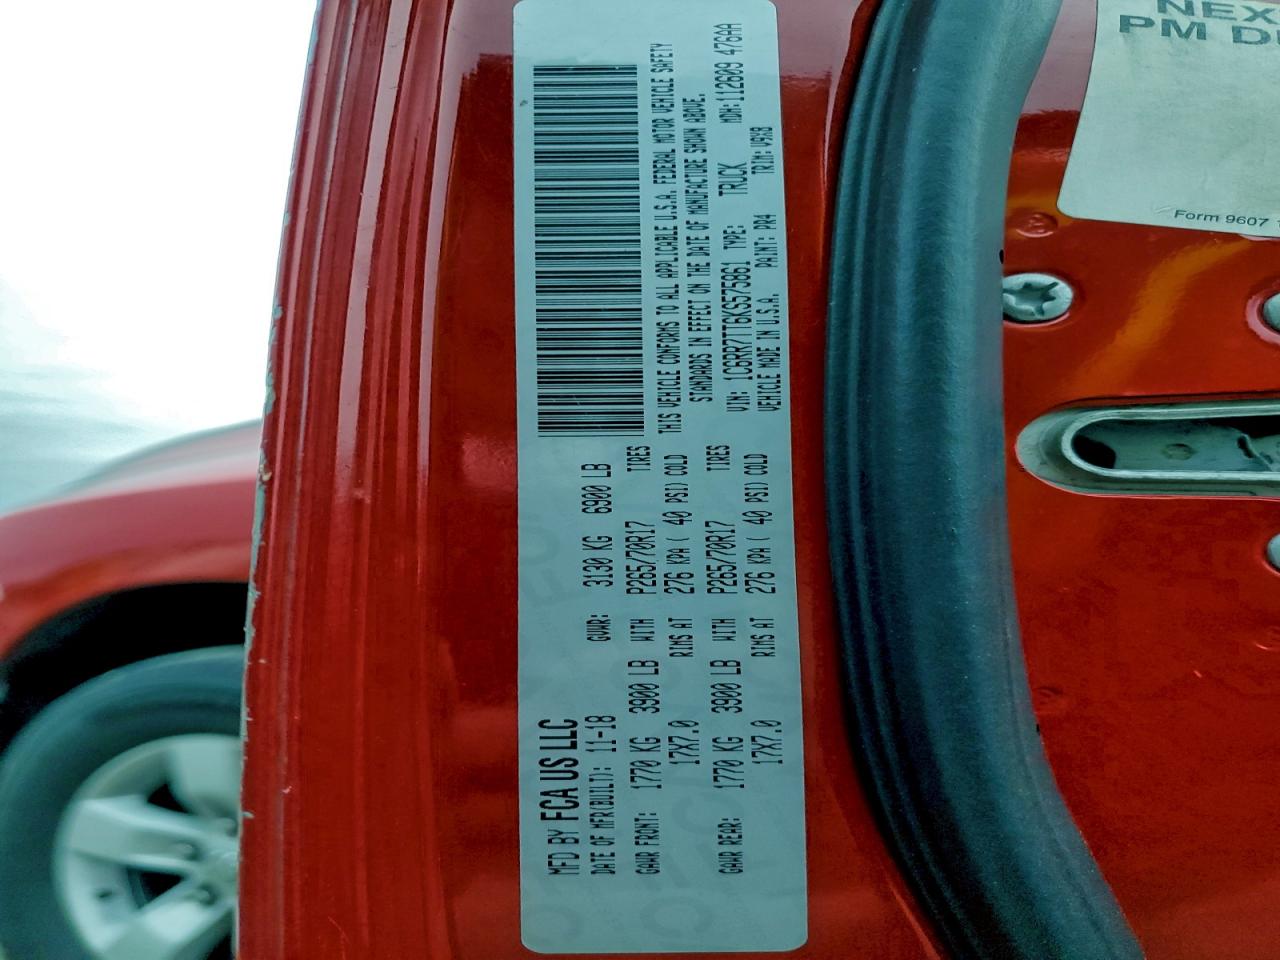 MFD BY FCA US LLC
DATE OF MFR(BUILT): 11-18
GVWR: 3130 KG 6900 LB
GAWR FRONT: 1770 KG 3900 LB WITH P265/70R17 TIRES
17X7.0 RIMS AT 276 KPA ( 40 PSI) COLD
GAWR REAR: 1770 KG 3900 LB WITH P265/70R17 TIRES
17X7.0 RIMS AT 276 KPA ( 40 PSI) COLD
THIS VEHICLE CONFORMS TO ALL APPLICABLE U.S.A. FEDERAL MOTOR VEHICLE SAFETY
STANDARDS IN EFFECT ON THE DATE OF MANUFACTURE SHOWN ABOVE.
VIN: 1C6RR7TT6KS575861 TYPE: TRUCK MDH:112609 476AA
VEHICLE MADE IN U.S.A. PAINT: PR4 TRIM: V9X8
PM
Form 9607